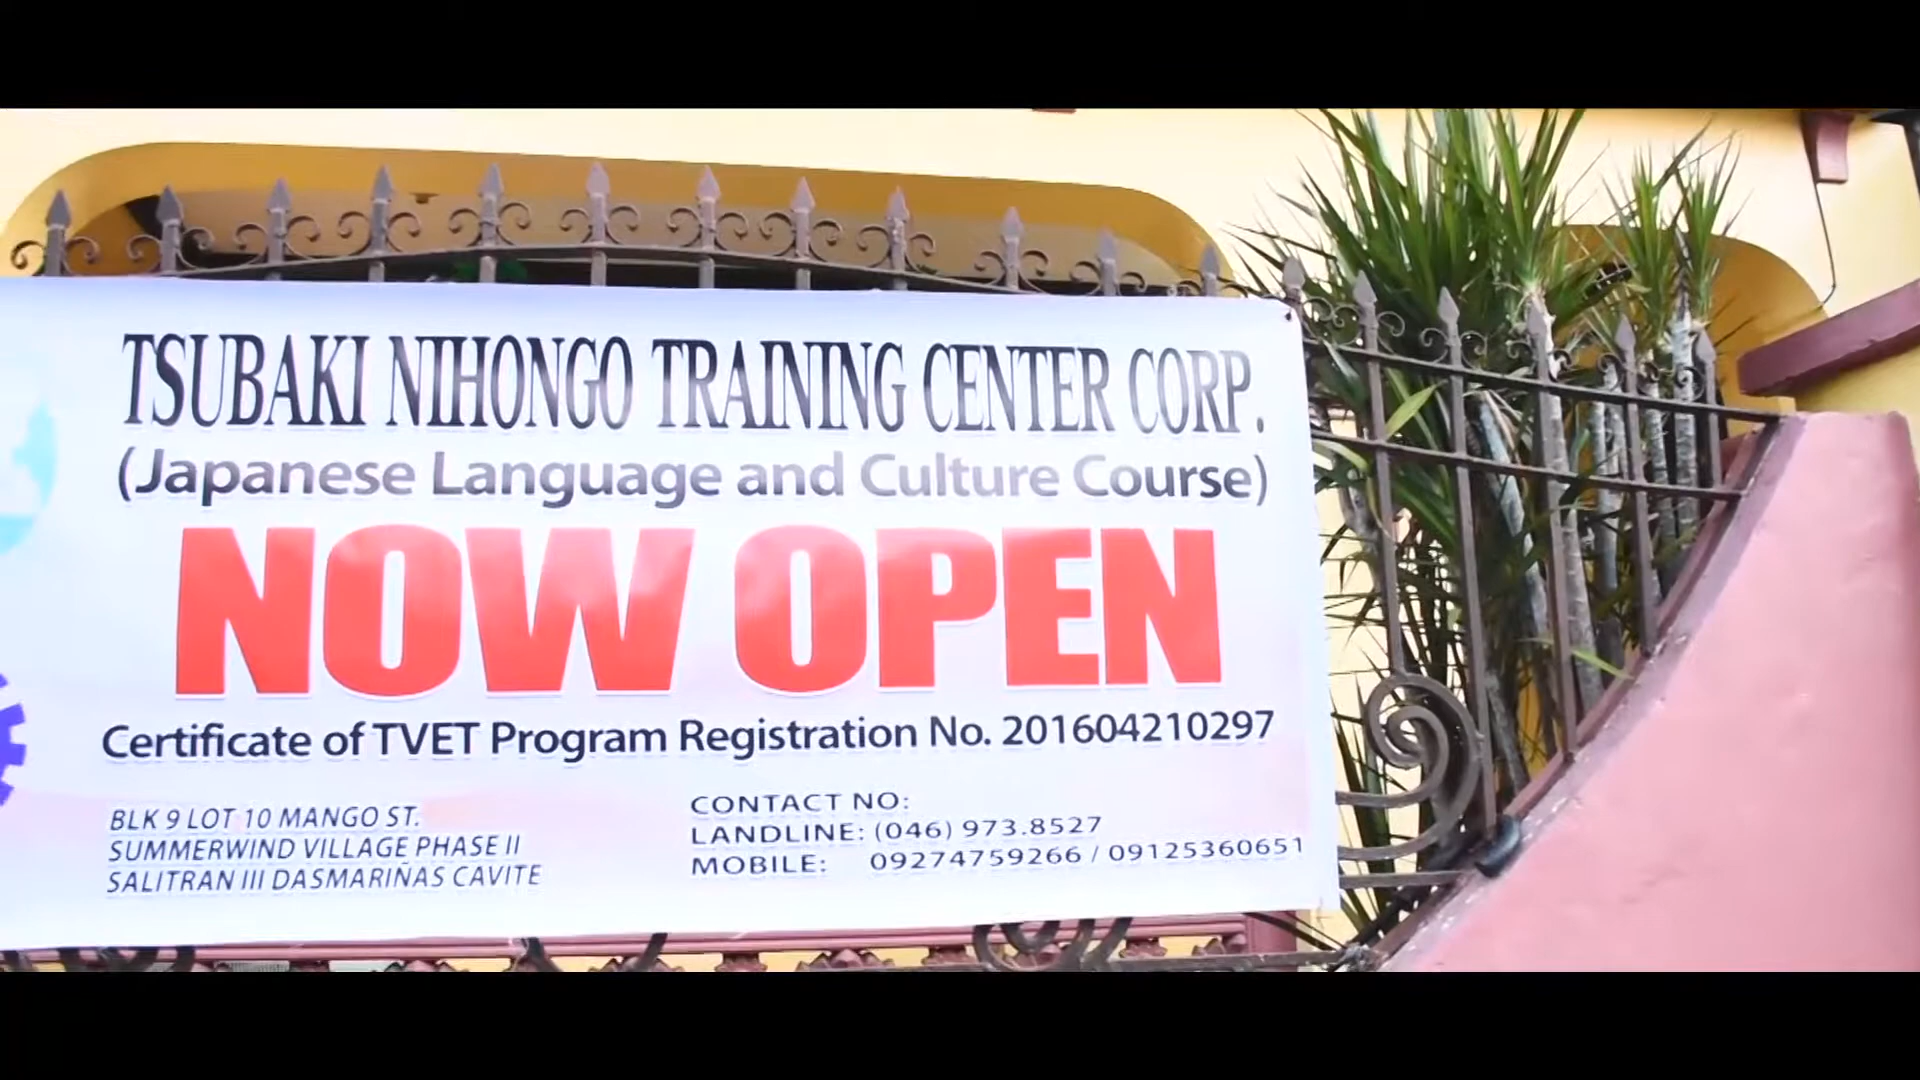 TSUBAKI NIHONGO TRAINING CENTER CORP.
(Japanese Language and Culture Course)
NOW OPEN
Certificate of TVET Program Registration No. 201604210297
BLK 9 LOT 10 MANGO ST.
SUMMERWIND VILLAGE PHASE II
SALITRAN III DASMARIÑAS CAVITE
CONTACT NO:
LANDLINE: (046) 973.8527
MOBILE: 09274759266 / 09125360651